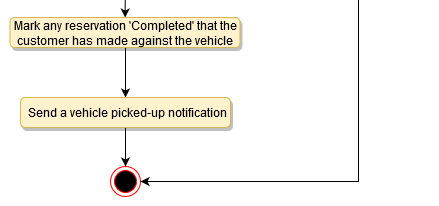 Mark any reservation 'Completed' that the
customer has made against the vehicle
Send a vehicle picked-up notification